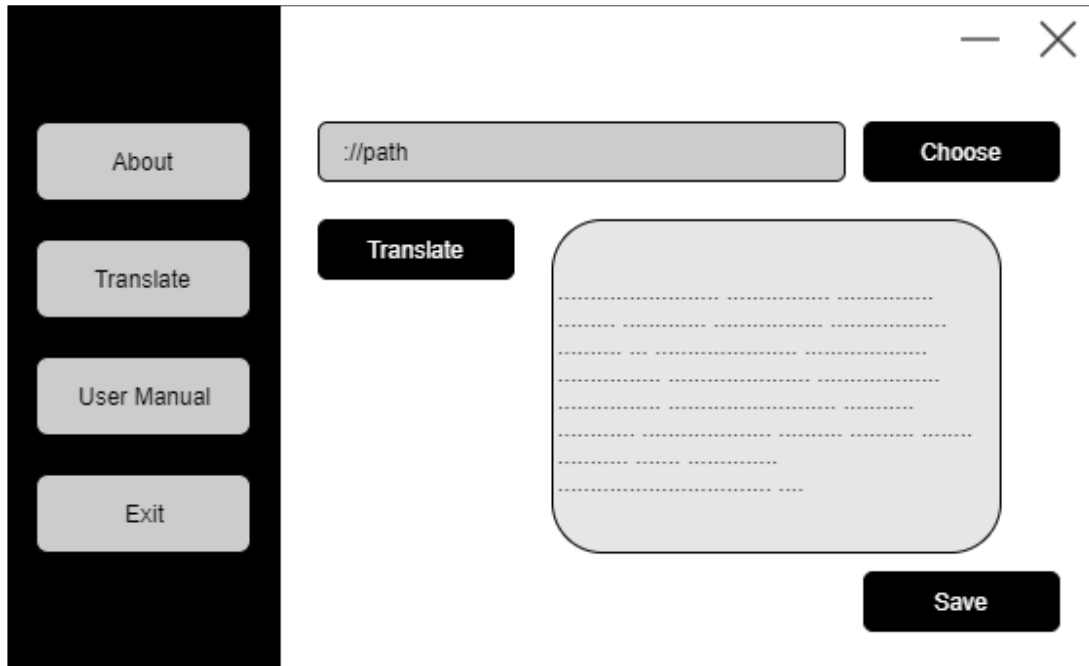 About
Translate
User Manual
Exit
://path
Choose
Translate
Save